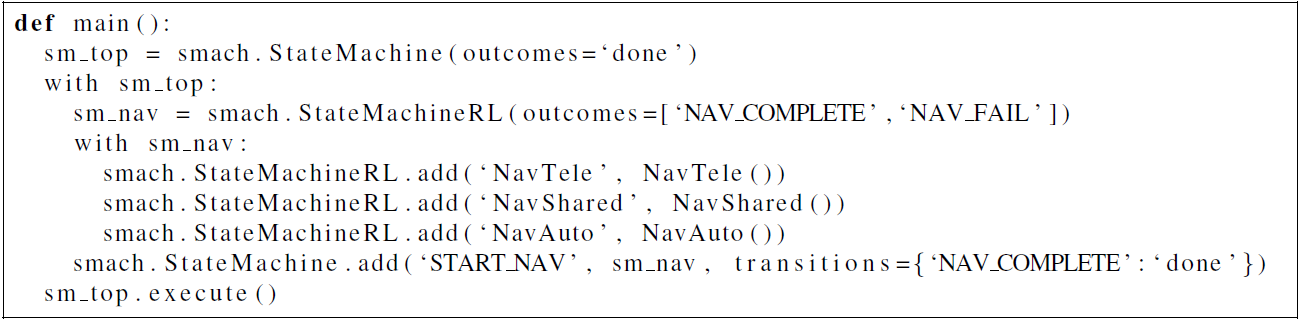 def main():
  sm_top = smach.StateMachine(outcomes=‘done’)
  with sm_top:
    sm_nav = smach.StateMachineRL(outcomes=[‘NAV_COMPLETE’,‘NAV_FAIL’])
    with sm_nav:
      smach.StateMachineRL.add(‘NavTele’, NavTele())
      smach.StateMachineRL.add(‘NavShared’, NavShared())
      smach.StateMachineRL.add(‘NavAuto’, NavAuto())
    smach.StateMachine.add(‘START_NAV’, sm_nav, transitions={‘NAV_COMPLETE’:‘done’})
  sm_top.execute()